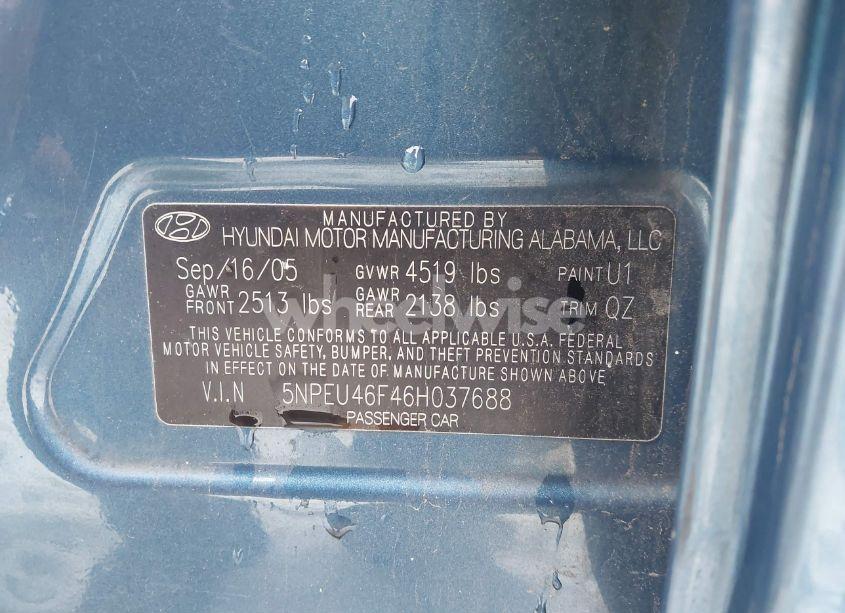 MANUFACTURED BY
HYUNDAI MOTOR MANUFACTURING ALABAMA, LLC
Sep/16/05 GVWR 4519 lbs PAINT U1
GAWR FRONT 2513 lbs GAWR REAR 2138 lbs TRIM QZ
wheelwise
THIS VEHICLE CONFORMS TO ALL APPLICABLE U.S.A. FEDERAL
MOTOR VEHICLE SAFETY, BUMPER, AND THEFT PREVENTION STANDARDS
IN EFFECT ON THE DATE OF MANUFACTURE SHOWN ABOVE
V.I.N 5NPEU46F46H037688
PASSENGER CAR